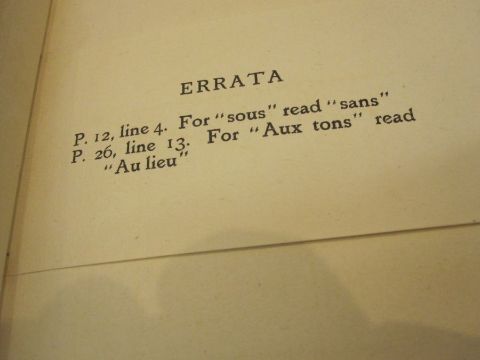 ERRATA
P. 12, line 4. For "sous" read "sans"
P. 26, line 13. For "Aux tons" read
"Au lieu"